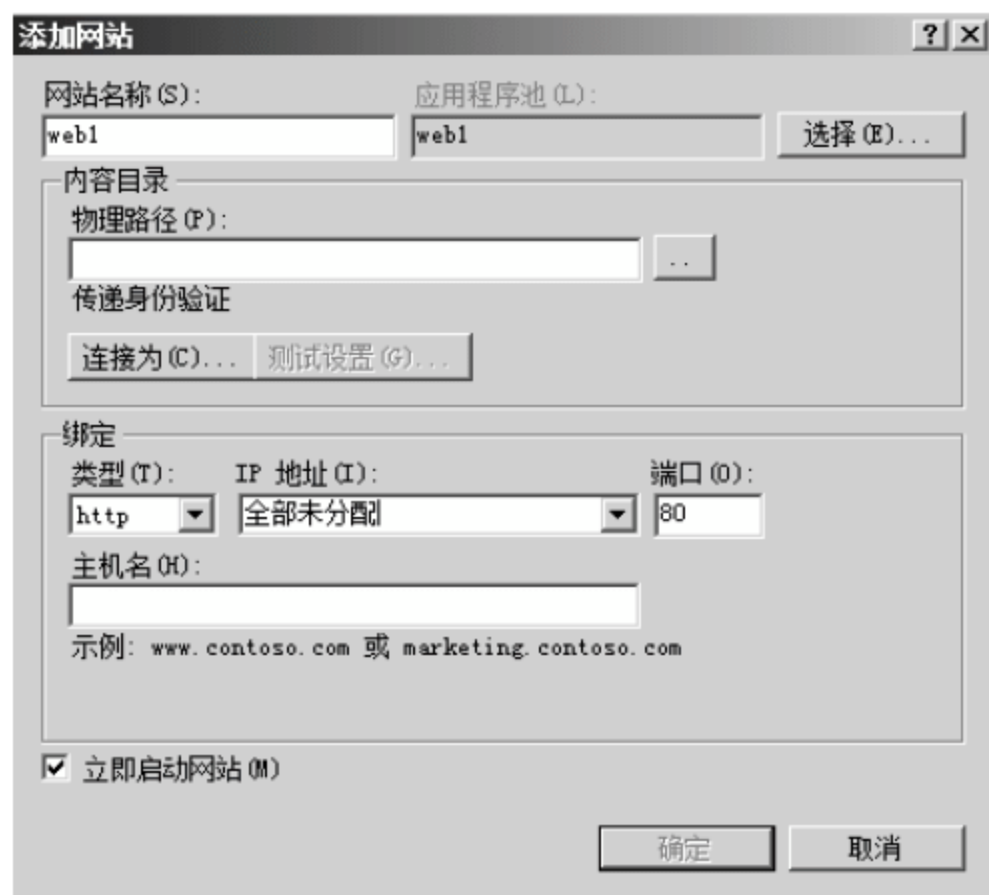 添加网站
网站名称(S):
应用程序池(L):
web1
web1
选择(E)...
内容目录
物理路径(P):
..
传递身份验证
连接为(C)...
测试设置(G)...
绑定
类型(T):
IP 地址(I):
端口(O):
http
全部未分配
80
主机名(H):
示例: www.contoso.com 或 marketing.contoso.com
立即启动网站(M)
确定
取消